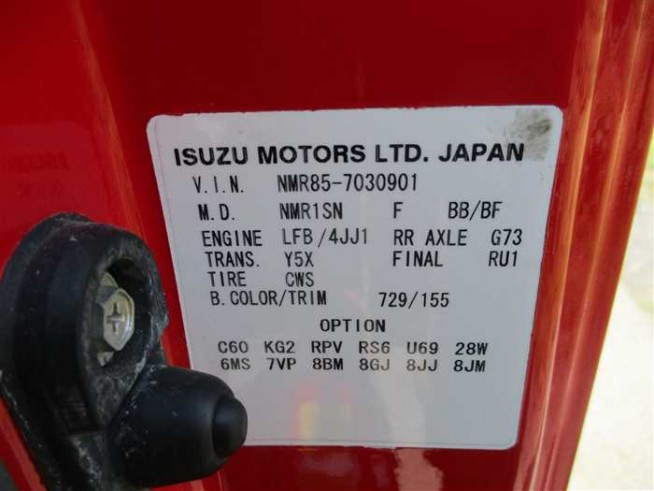 ISUZU MOTORS LTD. JAPAN
V.I.N. NMR85-7030901
M.D. NMR1SN F BB/BF
ENGINE LFB/4JJ1 RR AXLE G73
TRANS. Y5X FINAL RU1
TIRE CWS
B.COLOR/TRIM 729/155
OPTION
C60 KG2 RPV RS6 U69 28W
6MS 7VP 8BM 8GJ 8JJ 8JM